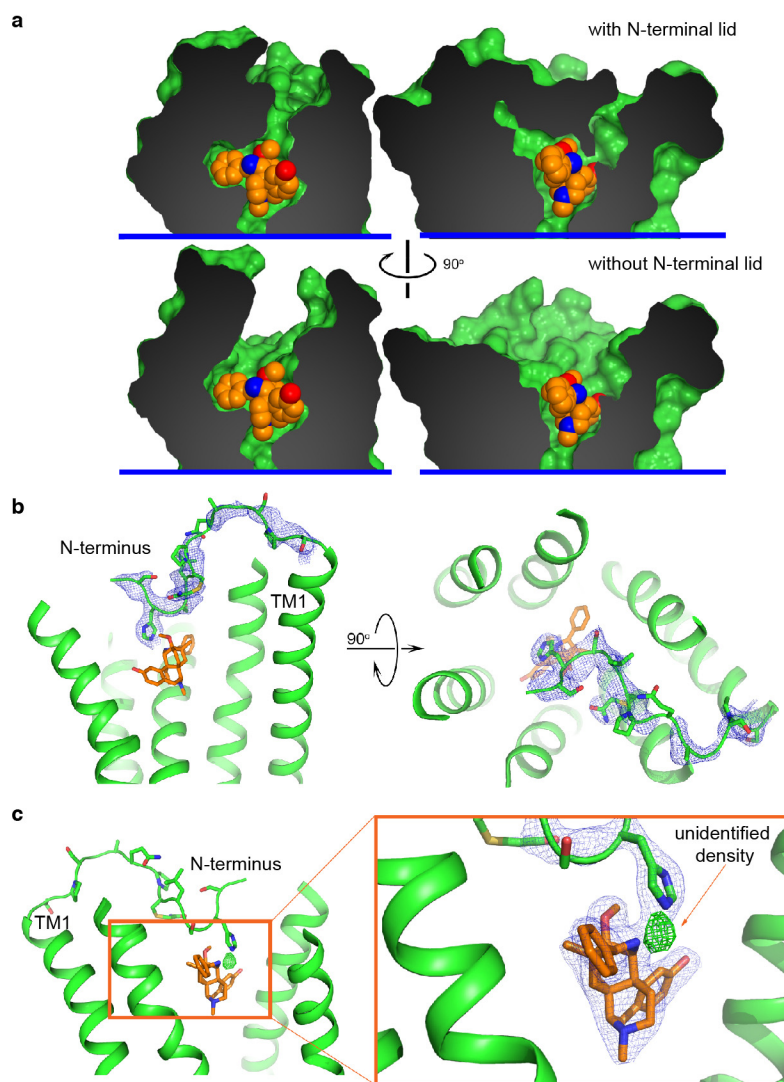 a
with N-terminal lid
90°
without N-terminal lid
b
N-terminus
TM1
90°
c
N-terminus
TM1
unidentified
density